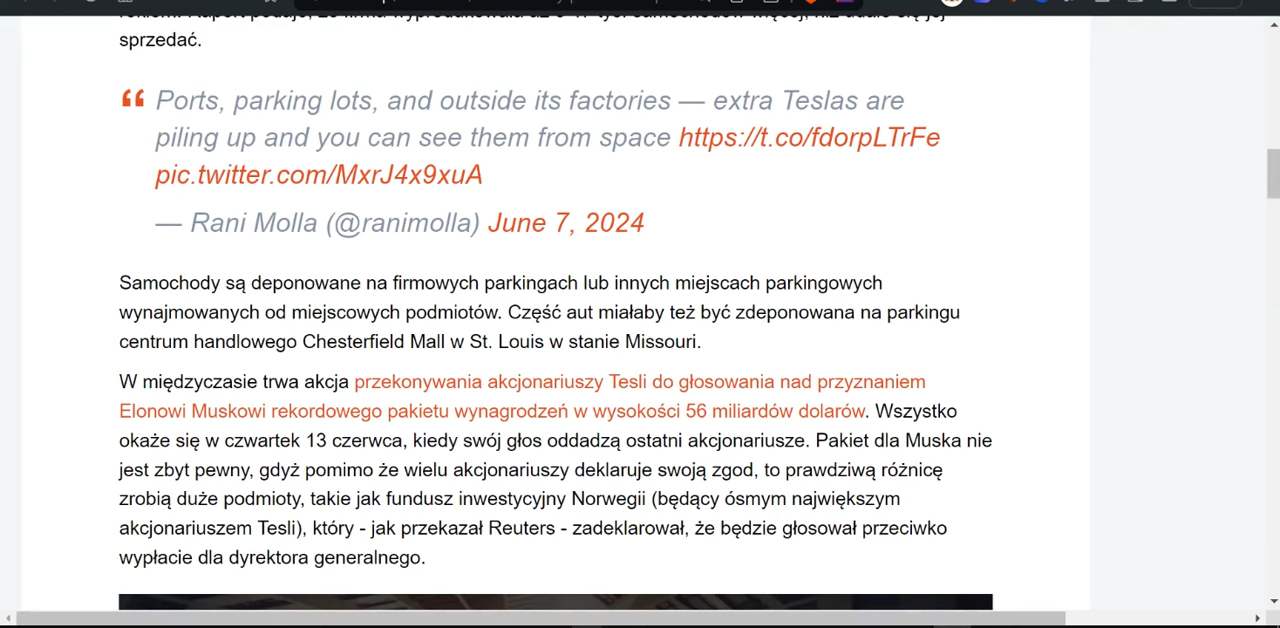 sprzedać.
“ Ports, parking lots, and outside its factories — extra Teslas are
piling up and you can see them from space https://t.co/fdorpLTrFe
pic.twitter.com/MxrJ4x9xuA
— Rani Molla (@ranimolla) June 7, 2024
Samochody są deponowane na firmowych parkingach lub innych miejscach parkingowych
wynajmowanych od miejscowych podmiotów. Część aut miałaby też być zdeponowana na parkingu
centrum handlowego Chesterfield Mall w St. Louis w stanie Missouri.
W międzyczasie trwa akcja przekonywania akcjonariuszy Tesli do głosowania nad przyznaniem
Elonowi Muskowi rekordowego pakietu wynagrodzeń w wysokości 56 miliardów dolarów. Wszystko
okaże się w czwartek 13 czerwca, kiedy swój głos oddadzą ostatni akcjonariusze. Pakiet dla Muska nie
jest zbyt pewny, gdyż pomimo że wielu akcjonariuszy deklaruje swoją zgod, to prawdziwą różnicę
zrobią duże podmioty, takie jak fundusz inwestycyjny Norwegii (będący ósmym największym
akcjonariuszem Tesli), który - jak przekazał Reuters - zadeklarował, że będzie głosował przeciwko
wypłacie dla dyrektora generalnego.